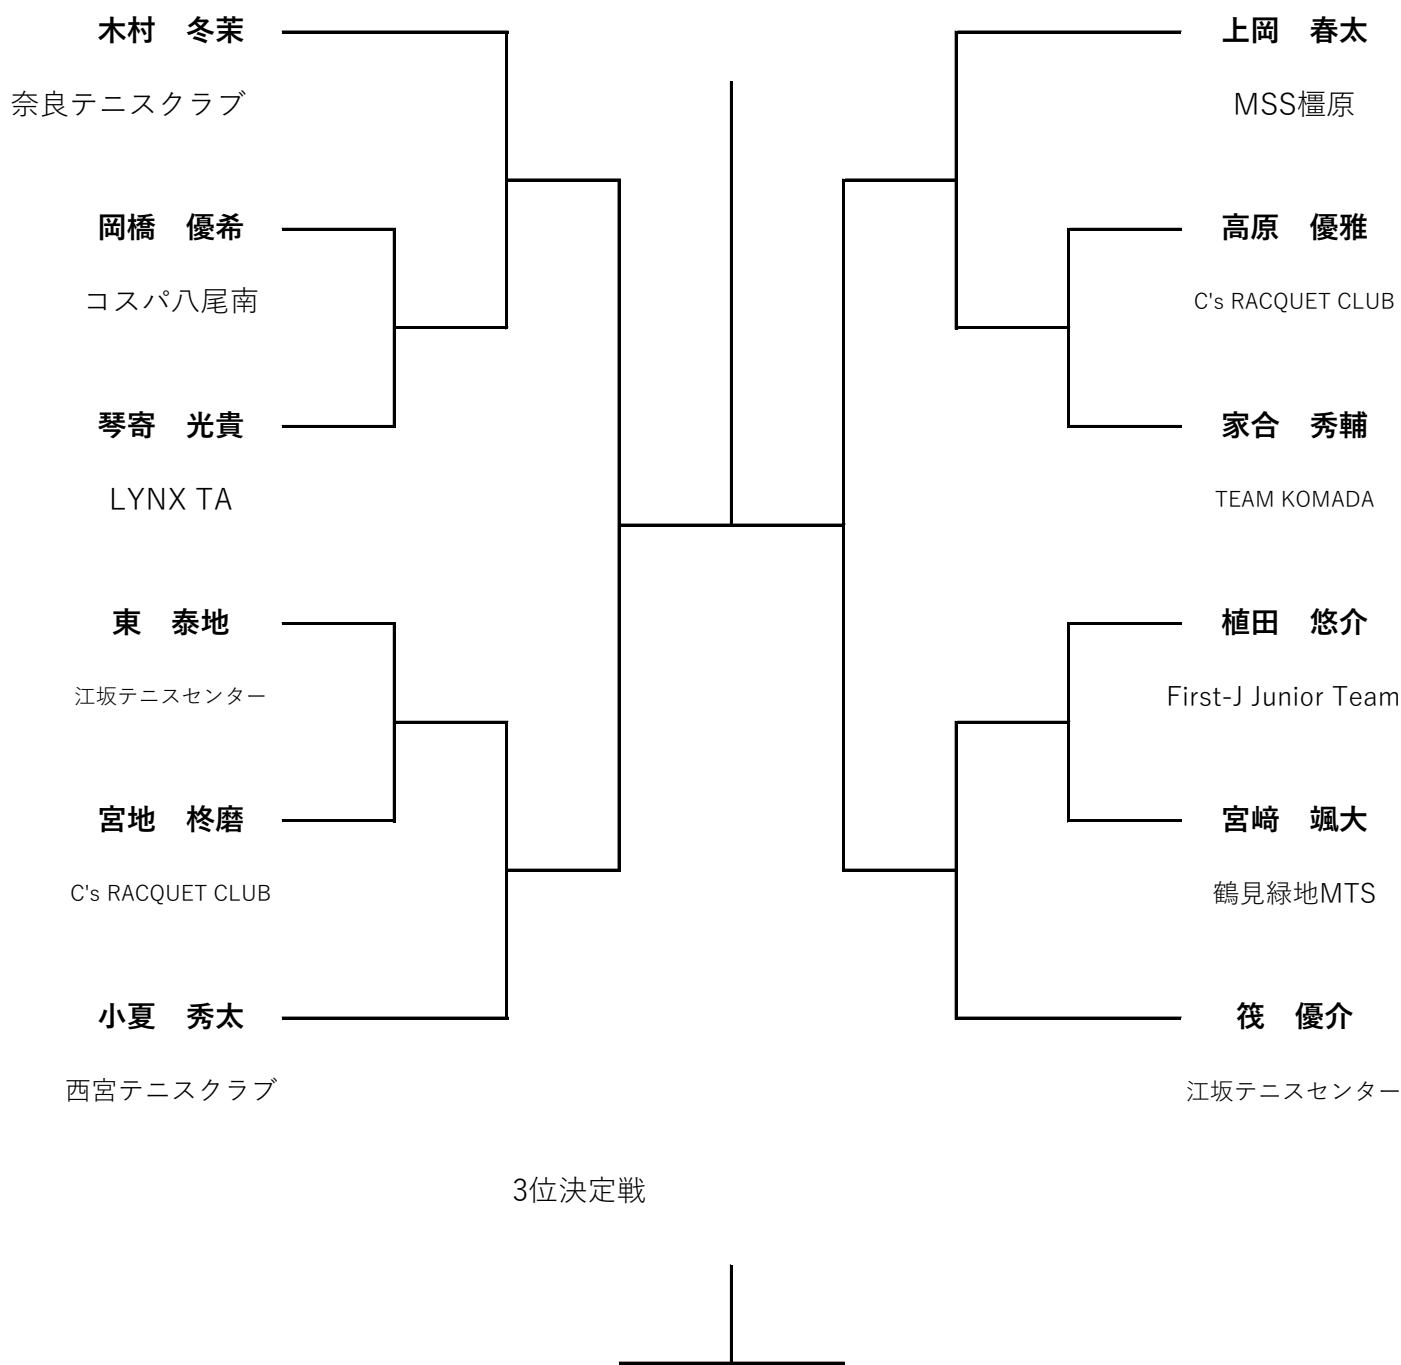 木村　冬茉
奈良テニスクラブ
岡橋　優希
コスパ八尾南
琴寄　光貴
LYNX TA
東　泰地
江坂テニスセンター
宮地　柊磨
C's RACQUET CLUB
小夏　秀太
西宮テニスクラブ
上岡　春太
MSS橿原
高原　優雅
C's RACQUET CLUB
家合　秀輔
TEAM KOMADA
植田　悠介
First-J Junior Team
宮﨑　颯大
鶴見緑地MTS
筏　優介
江坂テニスセンター
3位決定戦